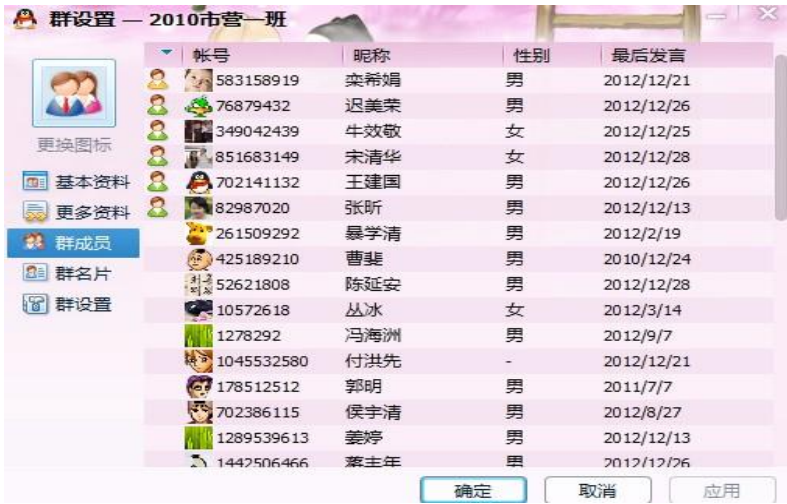 群设置 — 2010市营一班
更换图标
基本资料
更多资料
群成员
群名片
群设置
帐号 昵称 性别 最后发言
583158919 栾希娟 男 2012/12/21
76879432 迟美荣 男 2012/12/26
349042439 牛效敬 女 2012/12/25
851683149 宋清华 女 2012/12/28
702141132 王建国 男 2012/12/26
82987020 张昕 男 2012/12/13
261509292 暴学清 男 2012/2/19
425189210 曹斐 男 2010/12/24
52621808 陈延安 男 2012/12/28
10572618 丛冰 女 2012/3/14
1278292 冯海洲 男 2012/9/7
1045532580 付洪先 - 2012/12/21
178512512 郭明 男 2011/7/7
702386115 侯宇清 男 2012/8/27
1289539613 姜婷 男 2012/12/13
1442506466 男 2012/12/26
确定 取消 应用